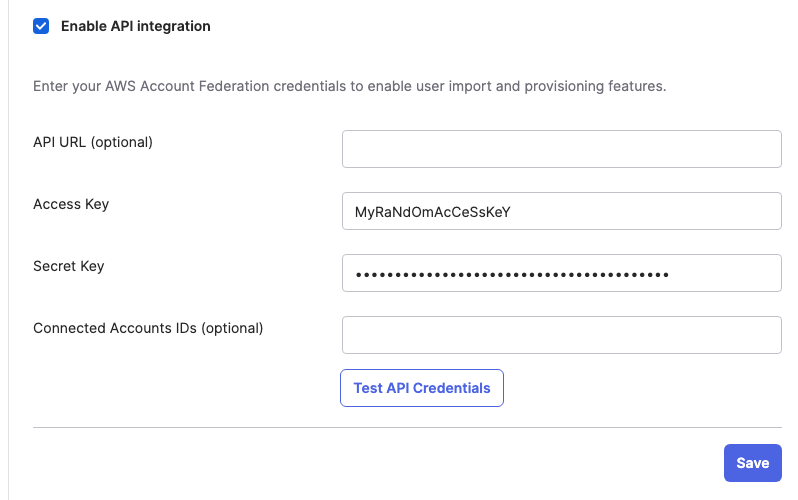 Enable API integration
Enter your AWS Account Federation credentials to enable user import and provisioning features.
API URL (optional)
Access Key
MyRaNdOmAcCeSsKeY
Secret Key
••••••••••••••••••••••••••••••••••••••••
Connected Accounts IDs (optional)
Test API Credentials
Save